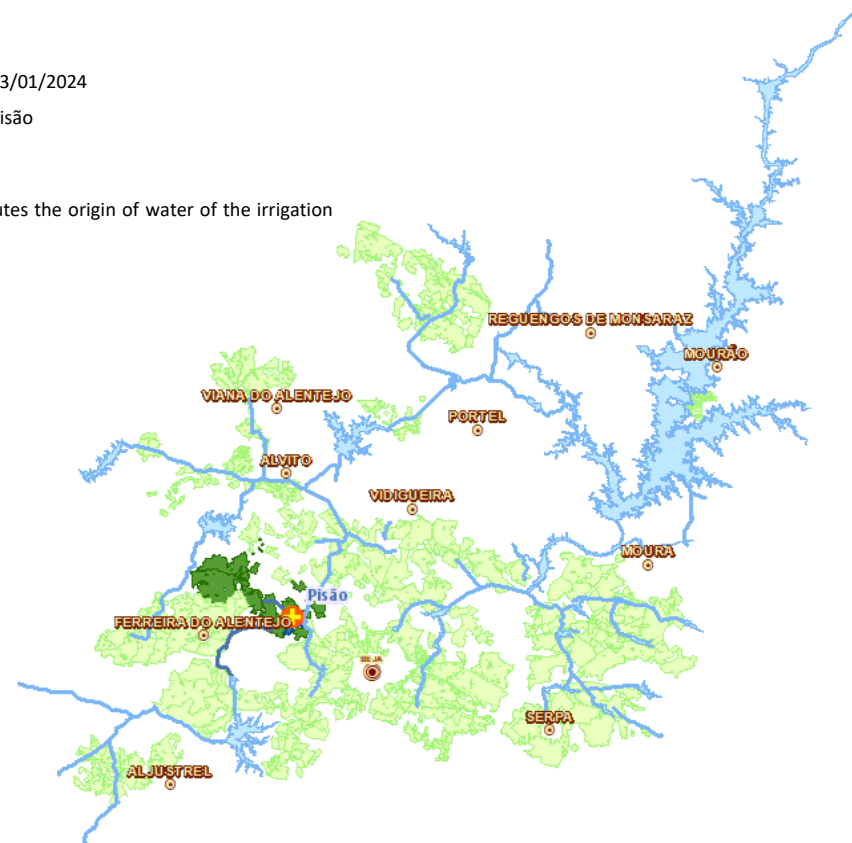 3/01/2024
isão
utes the origin of water of the irrigation
REGUENGOS DE MONSARAZ
MOURÃO
VIANA DO ALENTEJO
PORTEL
ALVITO
VIDIGUEIRA
MOURA
Pisão
FERREIRA DO ALENTEJO
BEJA
SERPA
ALJUSTREL